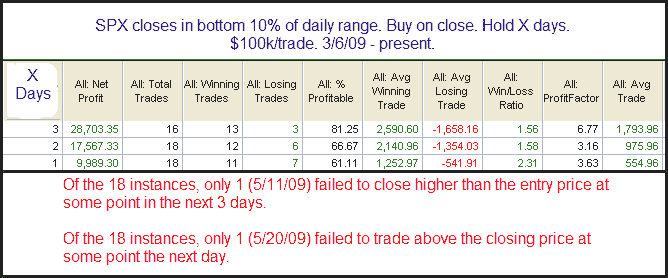 SPX closes in bottom 10% of daily range. Buy on close. Hold X days.
$100k/trade. 3/6/09 - present.
X Days | All: Net Profit | All: Total Trades | All: Winning Trades | All: Losing Trades | All: % Profitable | All: Avg Winning Trade | All: Avg Losing Trade | All: Win/Loss Ratio | All: ProfitFactor | All: Avg Trade
3 | 28,703.35 | 16 | 13 | 3 | 81.25 | 2,590.60 | -1,658.16 | 1.56 | 6.77 | 1,793.96
2 | 17,567.33 | 18 | 12 | 6 | 66.67 | 2,140.96 | -1,354.03 | 1.58 | 3.16 | 975.96
1 | 9,989.30 | 18 | 11 | 7 | 61.11 | 1,252.97 | -541.91 | 2.31 | 3.63 | 554.96
Of the 18 instances, only 1 (5/11/09) failed to close higher than the entry price at
some point in the next 3 days.
Of the 18 instances, only 1 (5/20/09) failed to trade above the closing price at
some point the next day.